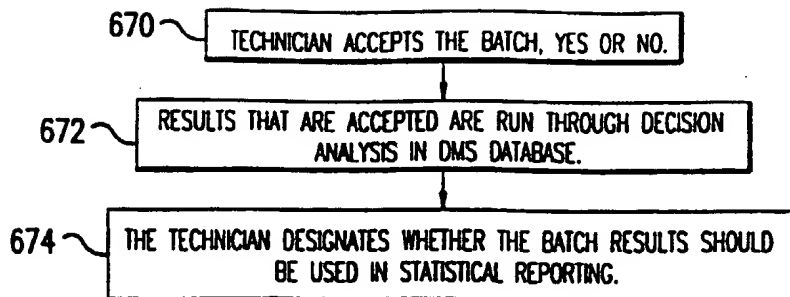 670
TECHNICIAN ACCEPTS THE BATCH, YES OR NO.
672
RESULTS THAT ARE ACCEPTED ARE RUN THROUGH DECISION
ANALYSIS IN DMS DATABASE.
674
THE TECHNICIAN DESIGNATES WHETHER THE BATCH RESULTS SHOULD
BE USED IN STATISTICAL REPORTING.